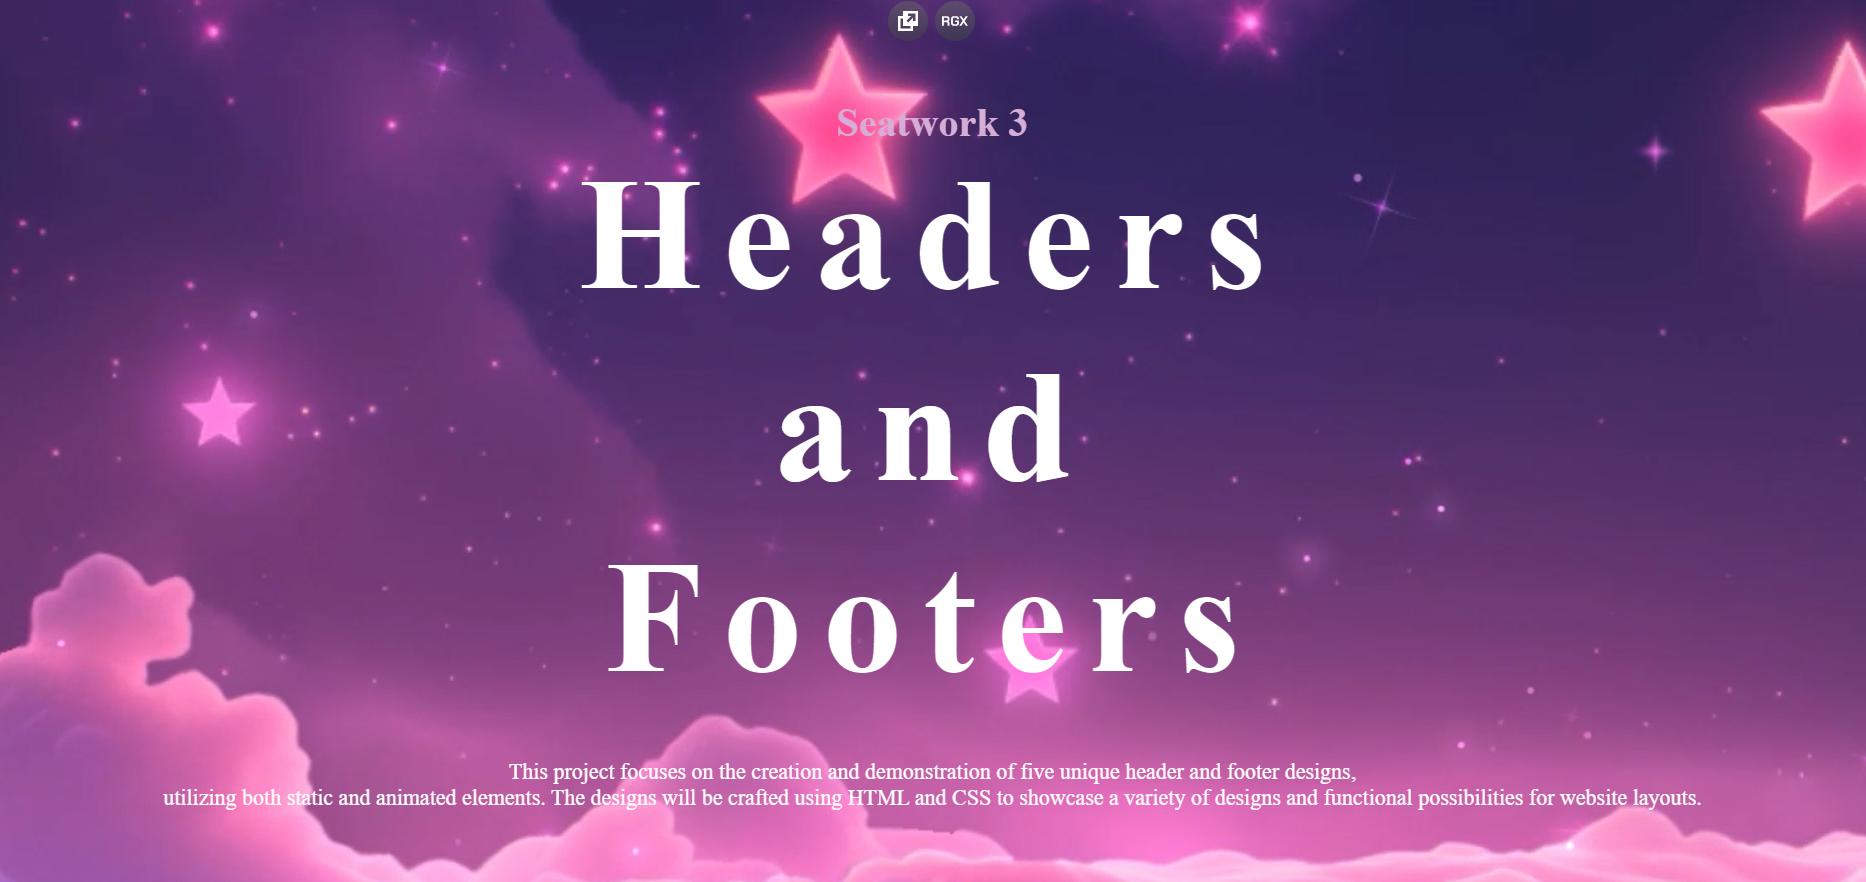 RGX
Seatwork 3
Headers
and
Footers
This project focuses on the creation and demonstration of five unique header and footer designs,
utilizing both static and animated elements. The designs will be crafted using HTML and CSS to showcase a variety of designs and functional possibilities for website layouts.